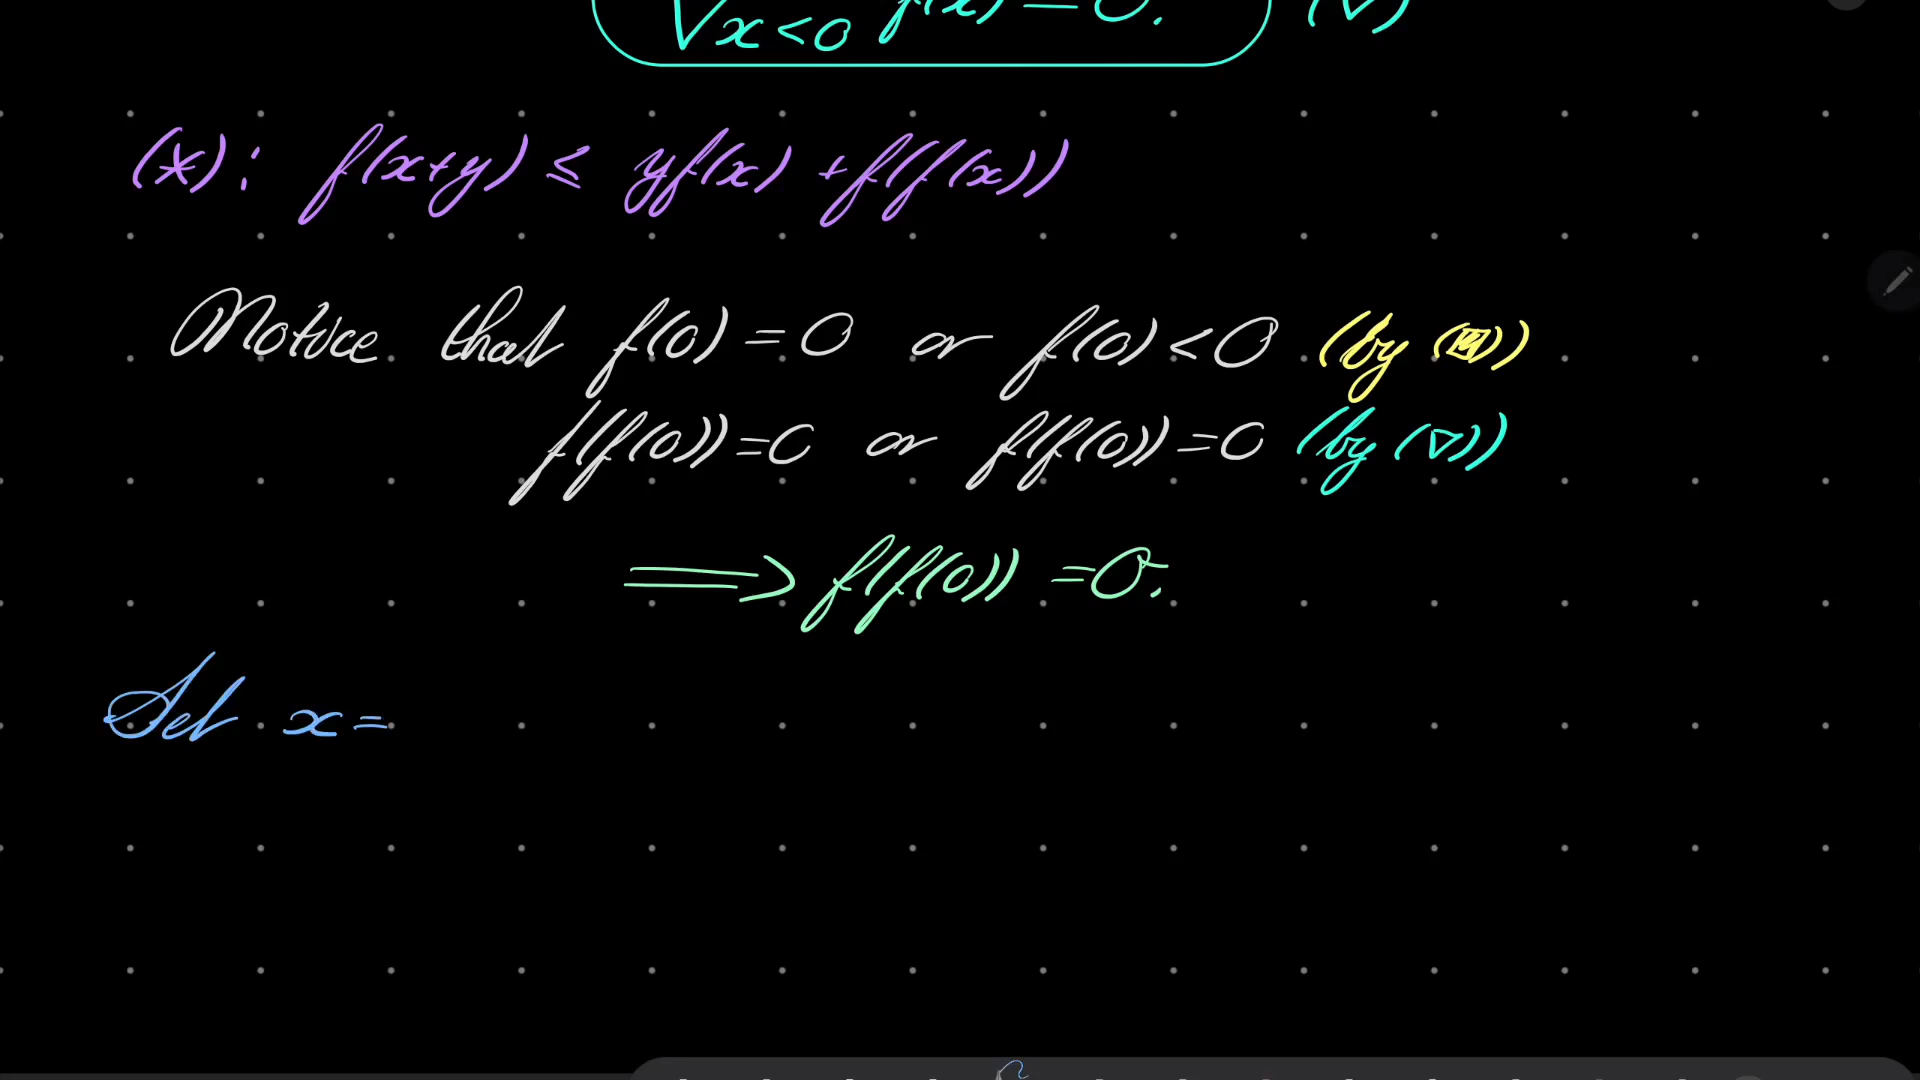 ∀x<0 f(x) = 0. (∇)
(*): f(x+y) ≤ yf(x) + f(f(x))
Notice that f(0) = 0 or f(0) < 0 (by (▣))
f(f(0)) = 0 or f(f(0)) = 0 (by (∇))
⟹ f(f(0)) = 0.
Set x =